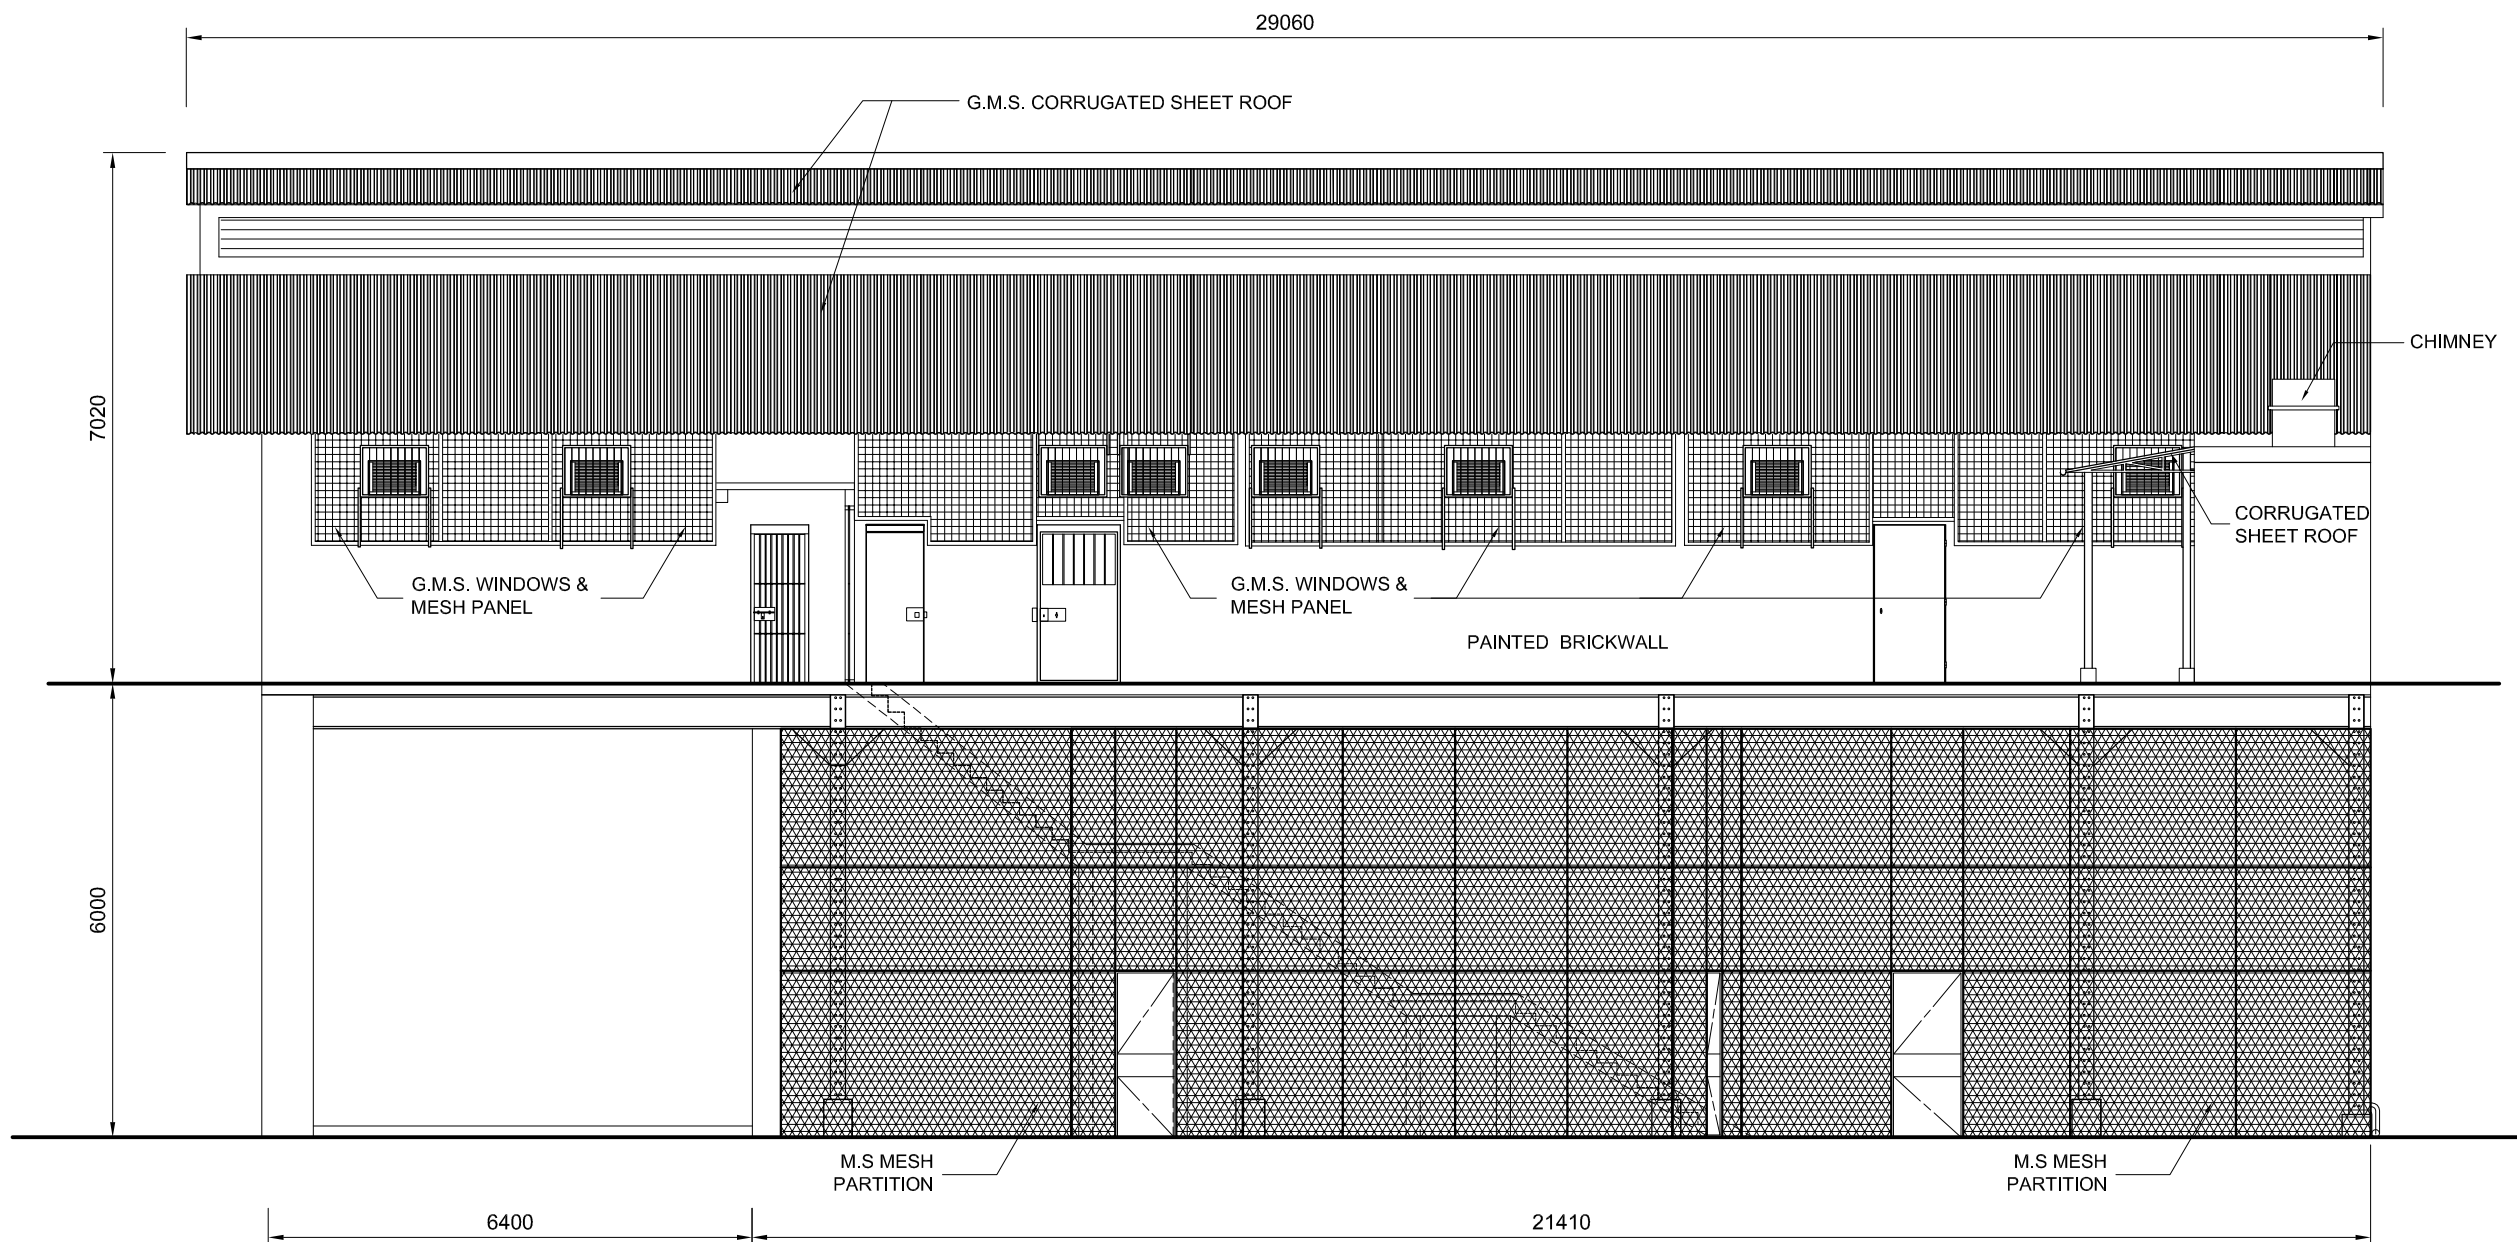 29060
G.M.S. CORRUGATED SHEET ROOF
CHIMNEY
7020
CORRUGATED
SHEET ROOF
G.M.S. WINDOWS &
MESH PANEL
G.M.S. WINDOWS &
MESH PANEL
PAINTED BRICKWALL
6000
M.S MESH
PARTITION
M.S MESH
PARTITION
6400
21410